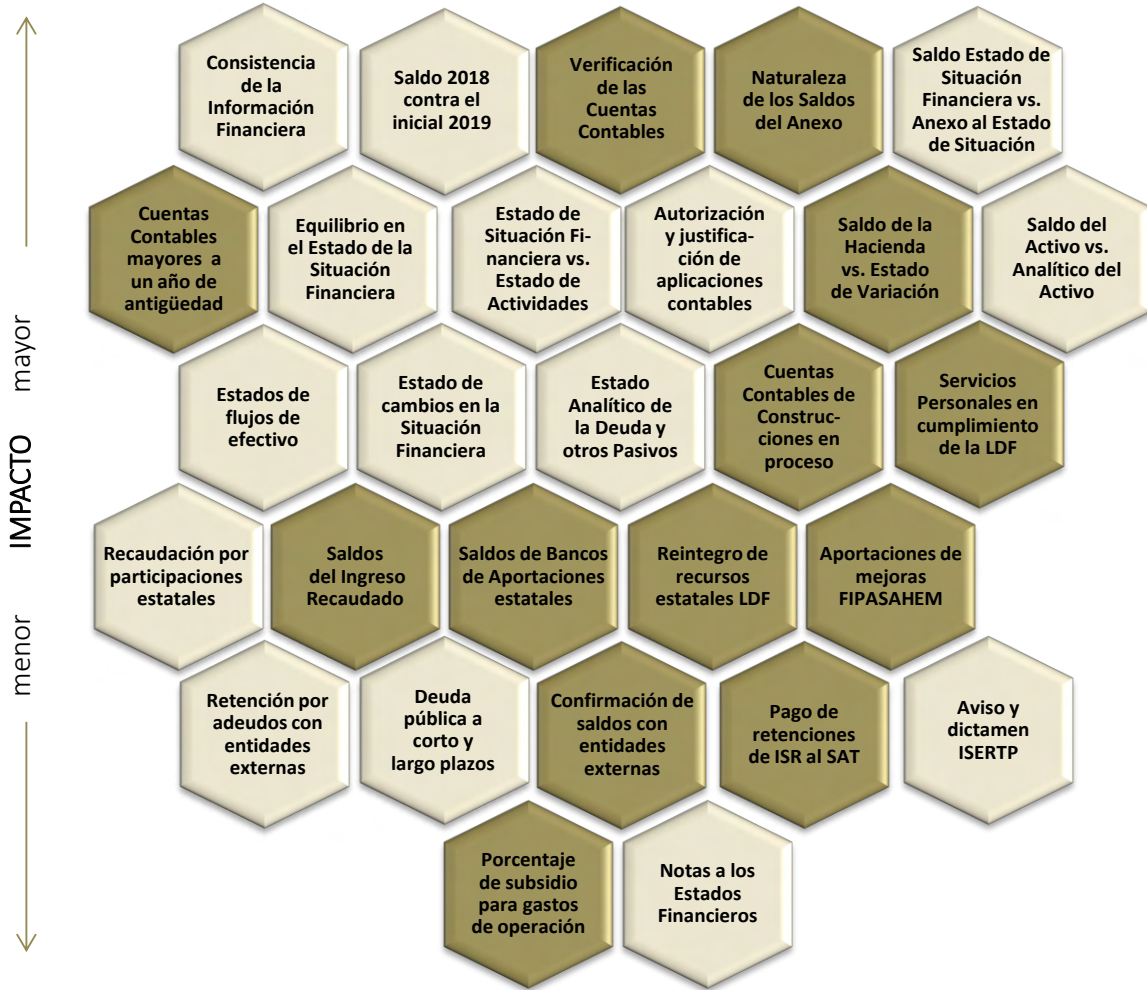 Consistencia
de la
Información
Financiera
Saldo 2018
contra el
inicial 2019
Verificación
de las
Cuentas
Contables
Naturaleza
de los Saldos
del Anexo
Saldo Estado de
Situación
Financiera vs.
Anexo al Estado
de Situación
Cuentas
Contables
mayores a
un año de
antigüedad
Equilibrio en
el Estado de la
Situación
Financiera
Estado de
Situación Fi-
nanciera vs.
Estado de
Actividades
Autorización
y justifica-
ción de
aplicaciones
contables
Saldo de la
Hacienda
vs. Estado
de Variación
Saldo del
Activo vs.
Analítico del
Activo
Estados de
flujos de
efectivo
Estado de
cambios en la
Situación
Financiera
Estado
Analítico de
la Deuda y
otros Pasivos
Cuentas
Contables de
Construc-
ciones en
proceso
Servicios
Personales en
cumplimiento
de la LDF
Recaudación por
participaciones
estatales
Saldos
del Ingreso
Recaudado
Saldos de Bancos
de Aportaciones
estatales
Reintegro de
recursos
estatales LDF
Aportaciones de
mejoras
FIPASAHEM
Retención por
adeudos con
entidades
externas
Deuda
pública a
corto y
largo plazos
Confirmación de
saldos con
entidades
externas
Pago de
retenciones
de ISR al SAT
Aviso y
dictamen
ISERTP
Porcentaje
de subsidio
para gastos
de operación
Notas a los
Estados
Financieros
menor IMPACTO mayor